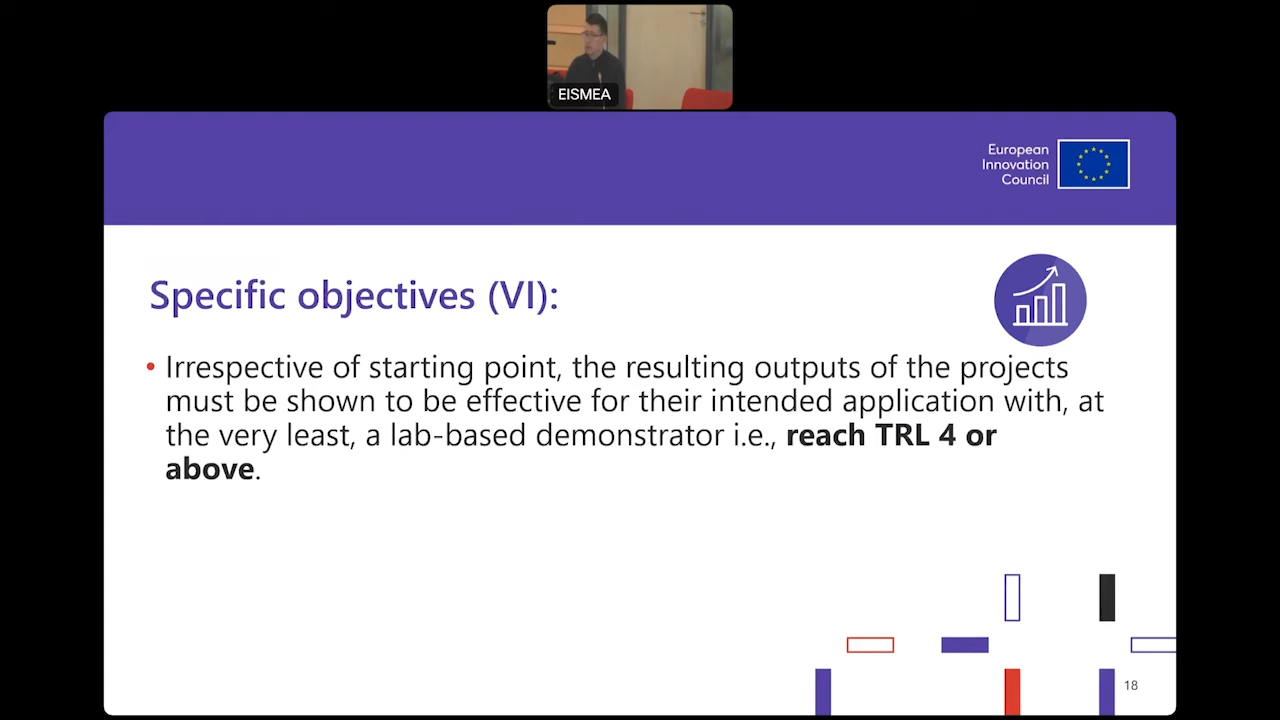 EISMEA
European
Innovation
Council
Specific objectives (VI):
• Irrespective of starting point, the resulting outputs of the projects
must be shown to be effective for their intended application with, at
the very least, a lab-based demonstrator i.e., reach TRL 4 or
above.
18